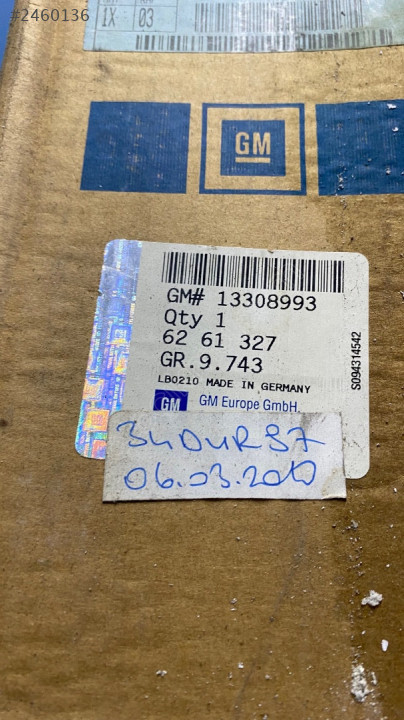 #2460136
1X 03
GM
GM# 13308993
Qty 1
62 61 327
GR.9.743
LB0210 MADE IN GERMANY
GM GM Europe GmbH.
S094314542
06.03.2010